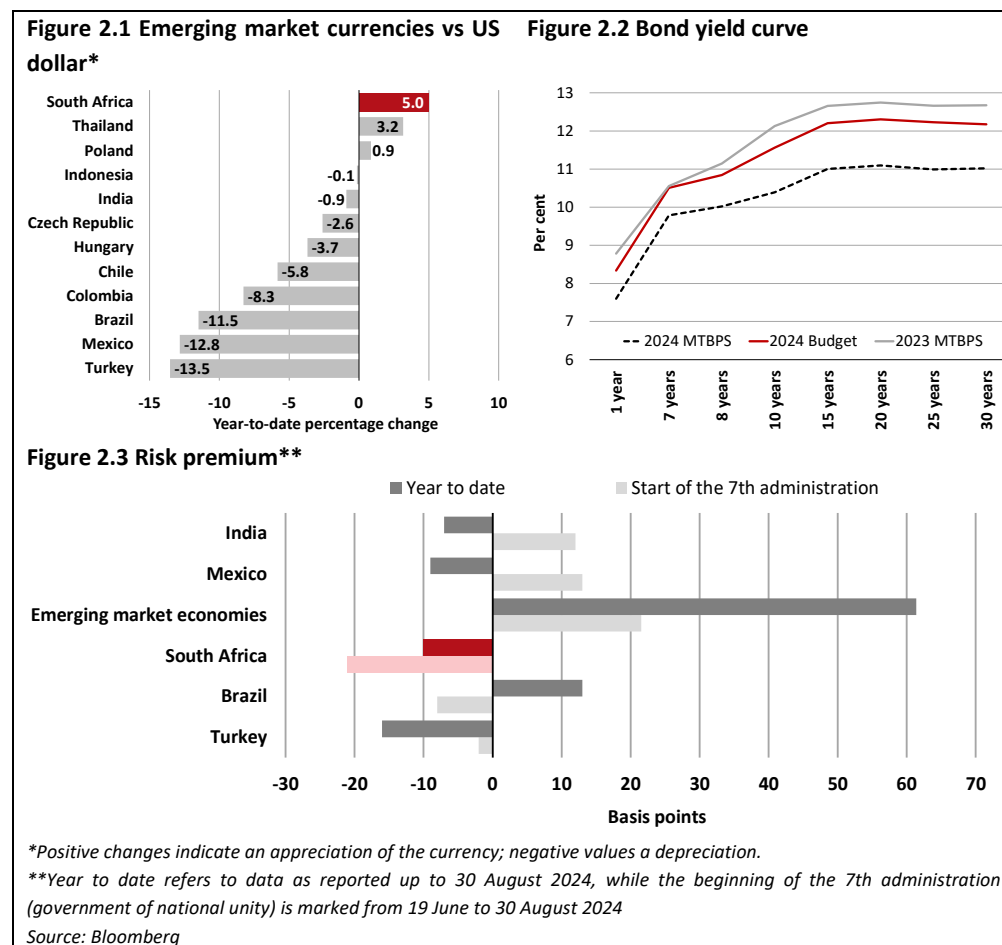 Figure 2.1 Emerging market currencies vs US
dollar*
South Africa 5.0
Thailand 3.2
Poland 0.9
Indonesia -0.1
India -0.9
Czech Republic -2.6
Hungary -3.7
Chile -5.8
Colombia -8.3
Brazil -11.5
Mexico -12.8
Turkey -13.5
-15 -10 -5 0 5 10
Year-to-date percentage change
Figure 2.2 Bond yield curve
13
12
11
10
9
8
7
6
Per cent
2024 MTBPS 2024 Budget 2023 MTBPS
1 year
7 years
8 years
10 years
15 years
20 years
25 years
30 years
Figure 2.3 Risk premium**
Year to date Start of the 7th administration
India
Mexico
Emerging market economies
South Africa
Brazil
Turkey
-30 -20 -10 0 10 20 30 40 50 60 70
Basis points
*Positive changes indicate an appreciation of the currency; negative values a depreciation.
**Year to date refers to data as reported up to 30 August 2024, while the beginning of the 7th administration
(government of national unity) is marked from 19 June to 30 August 2024
Source: Bloomberg